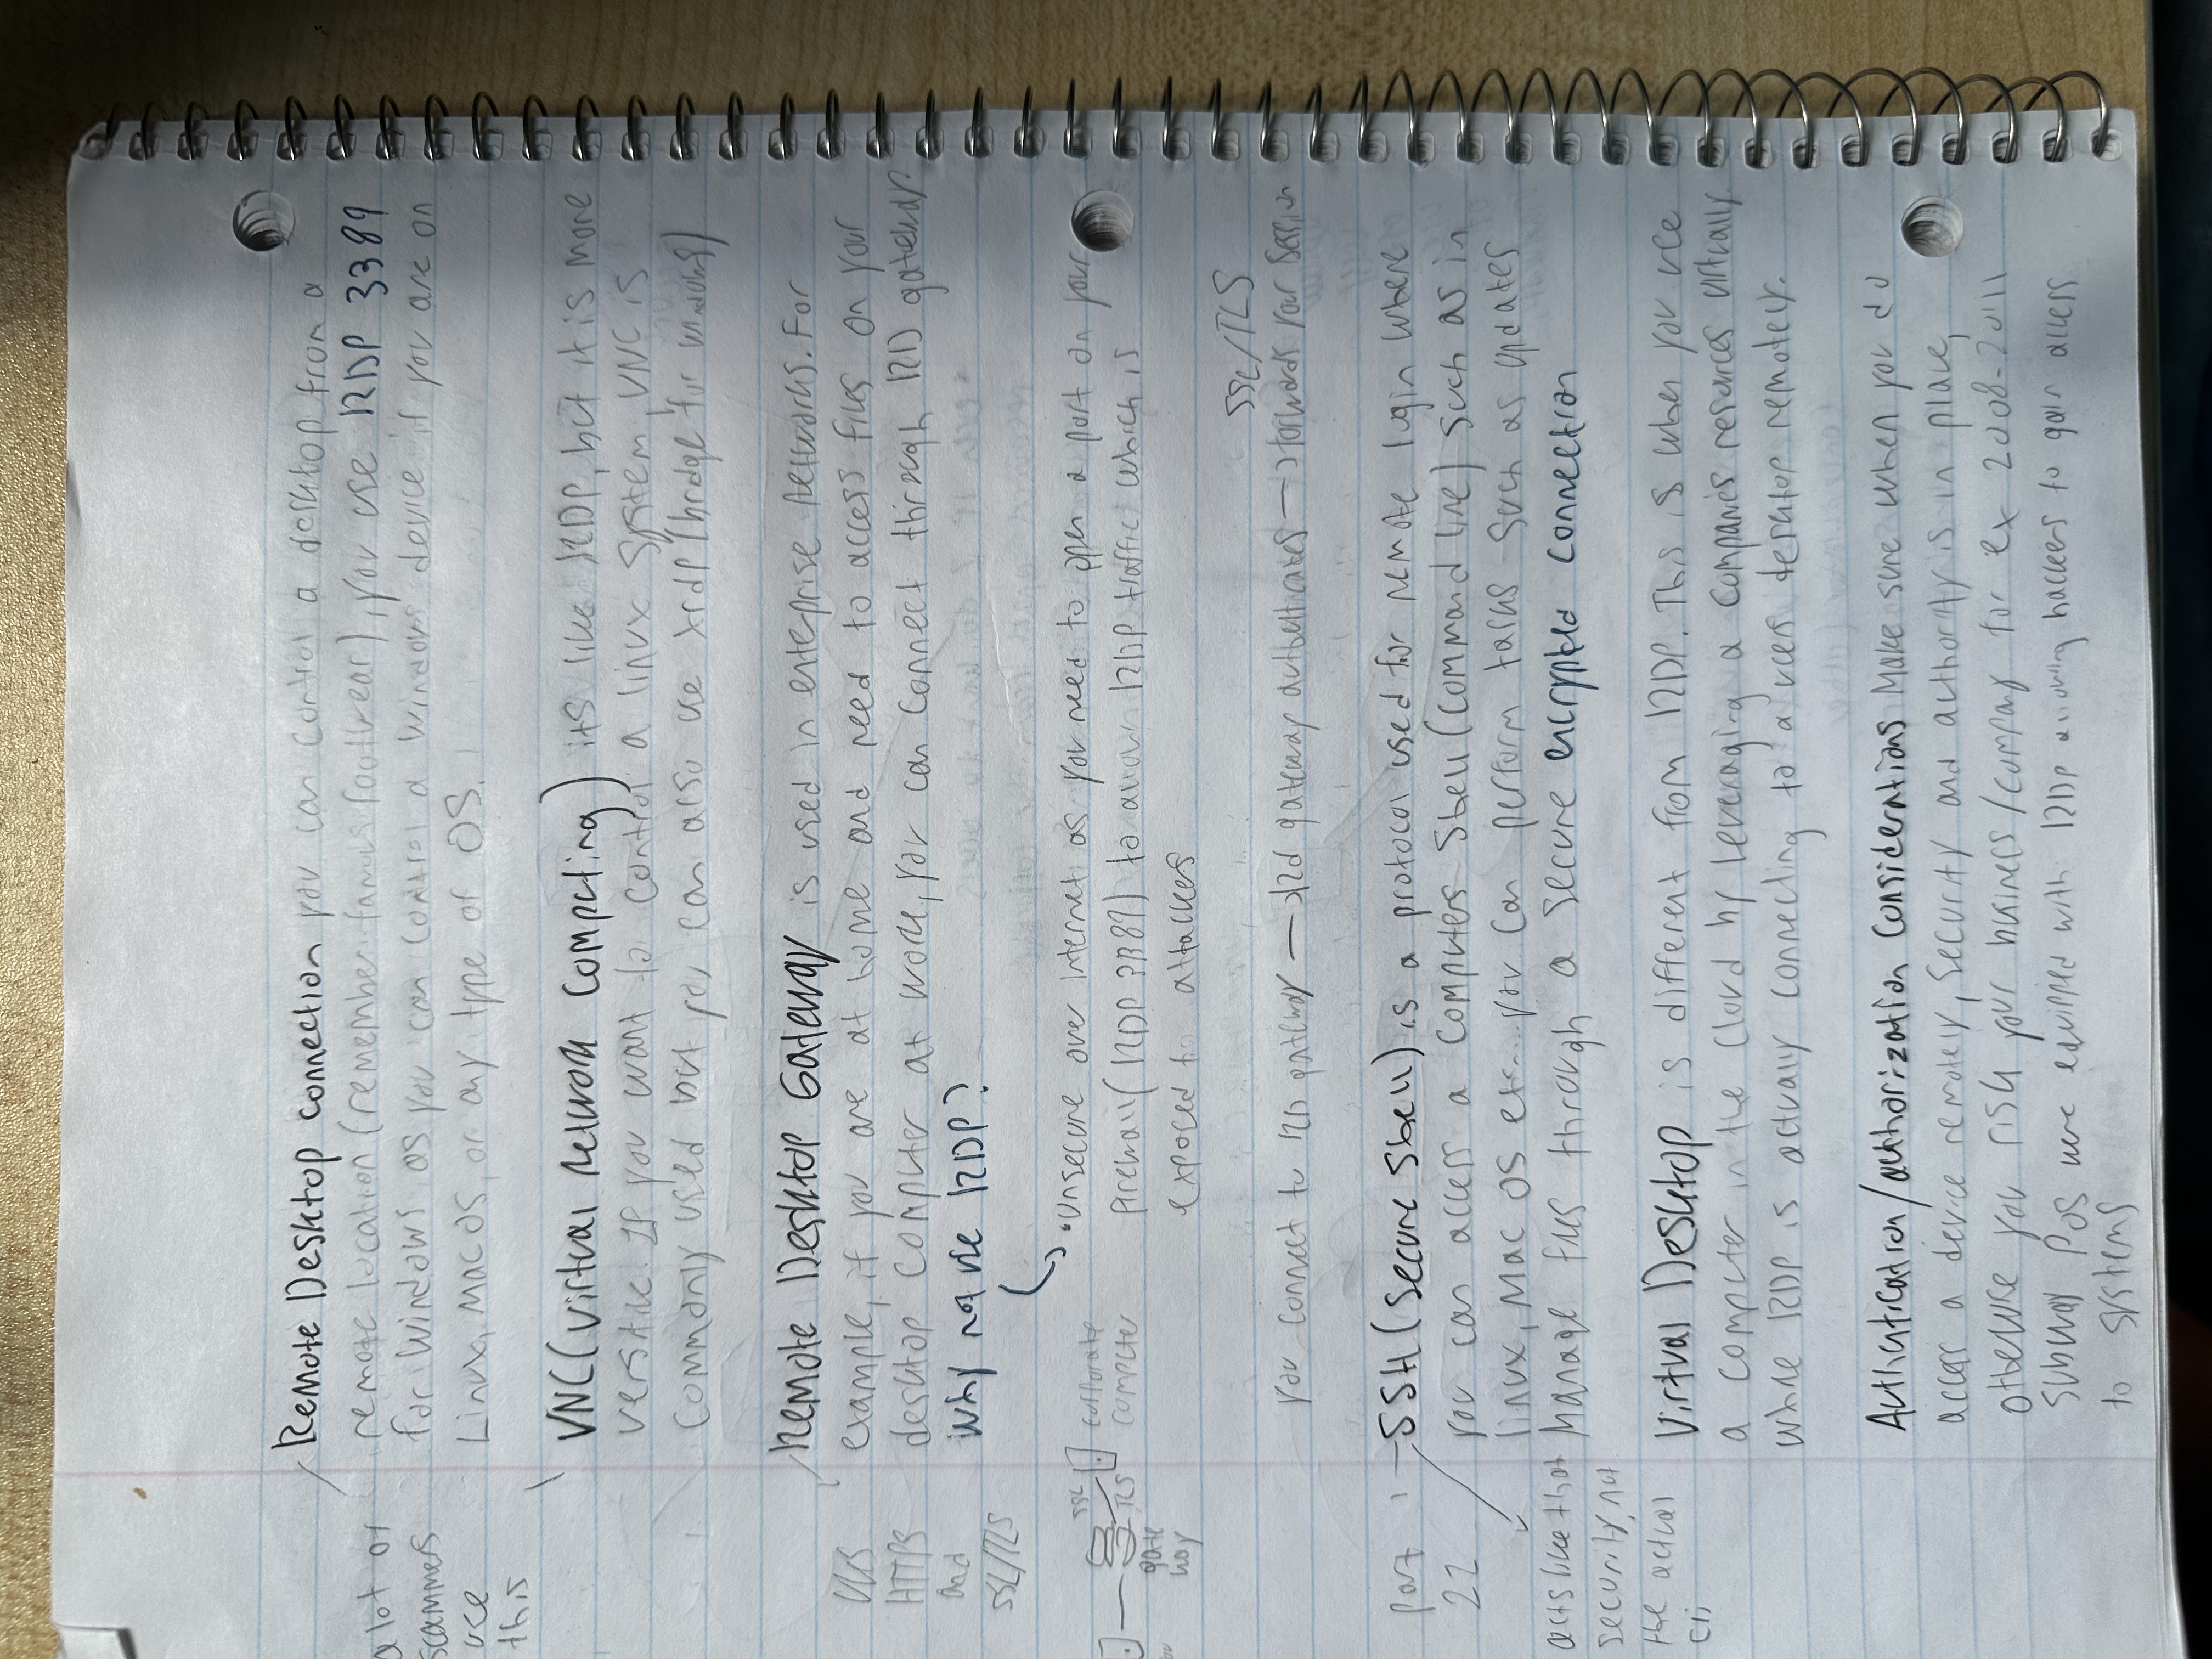 Remote Desktop connection you can control a desktop from a
remote location (remember famous footwear), you use RDP 3389
for Windows as you can control a windows device if you are on
Linux, Mac OS, or any type of OS.
a lot of
scammers
use
this
VNC (Virtual Network Computing) its like RDP, but it is more
versatile. If you want to control a linux system, VNC is
commonly used but you can also use xrdp (bridge for windows)
Remote Desktop Gateway is used in enterprise networks. For
example, if you are at home and need to access files on your
desktop computer at work, you can connect through RD gateway
Why not use RDP?
HTTPS
and
SSL/TLS
• Unsecure over internet as you need to open a port on your
firewall (RDP 3389) to allow RDP traffic which is
exposed to attackers
SSL
TLS
corporate
computer
gate
way
SSL/TLS
you connect to RD gateway → Rd gateway authenticates → forwards your session
SSH (Secure Shell) is a protocol used for remote login where
you can access a computers Shell (command line) such as in
linux, Mac OS etc... you can perform tasks such as updates
manage files through a secure encrypted connection
port
22
acts like that
security, not
the actual
cli
Virtual Desktop is different from RDP. This is when you use
a computer in the cloud by leveraging a companies resources virtually
while RDP is actually connecting to a users desktop remotely.
Authentication/authorization considerations Make sure when you do
access a device remotely, security and authority is in place,
otherwise you risk your business/company for ex 2008-2011
Subway POS were equipped with RDP allowing hackers to gain access
to systems